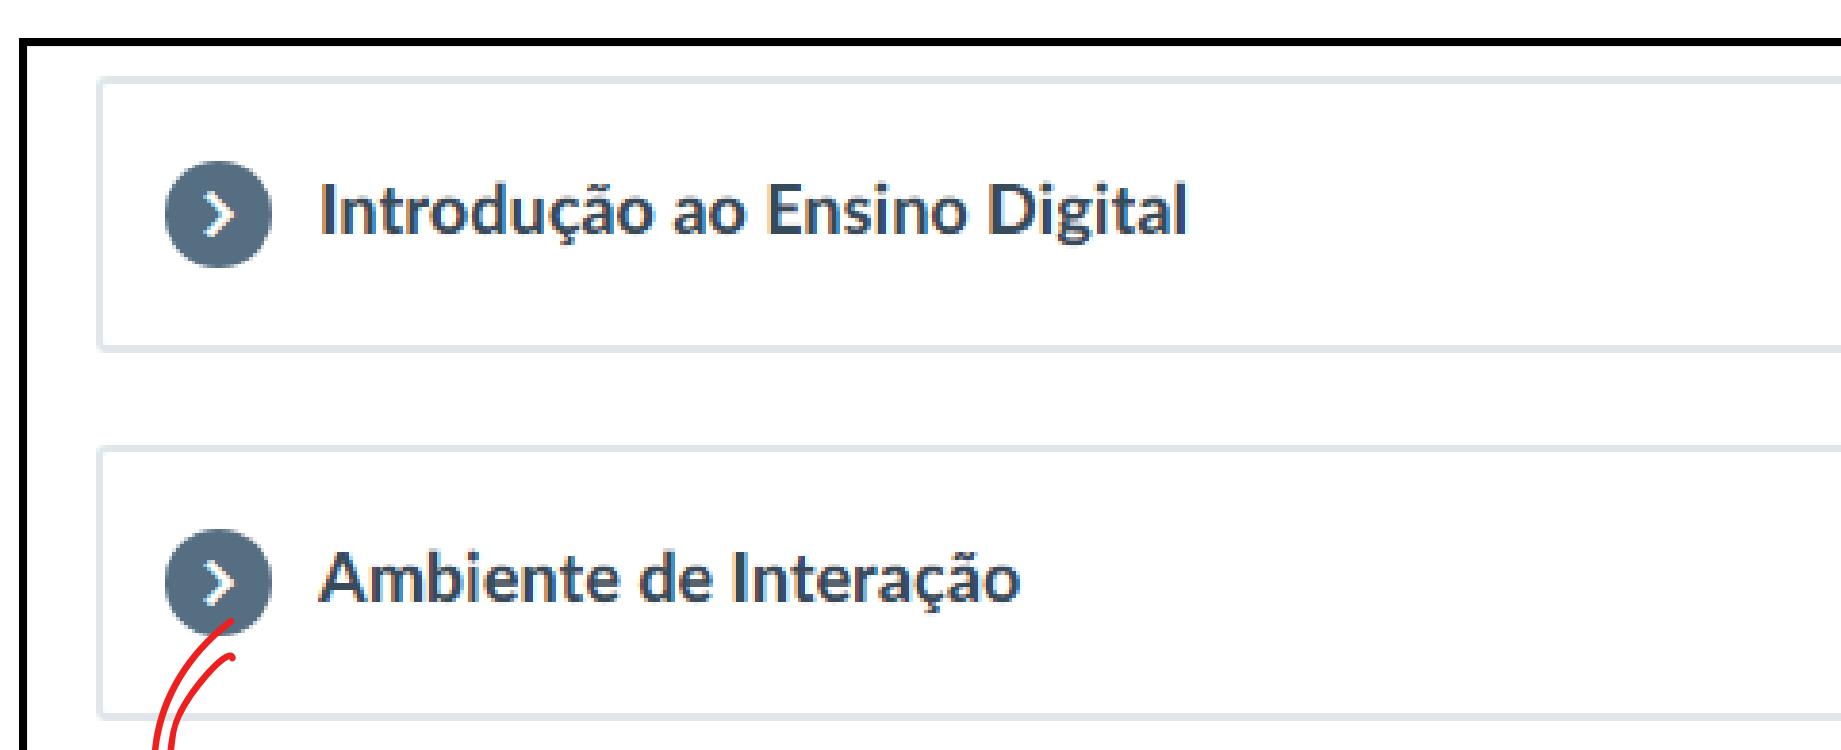 Introdução ao Ensino Digital
Ambiente de Interação